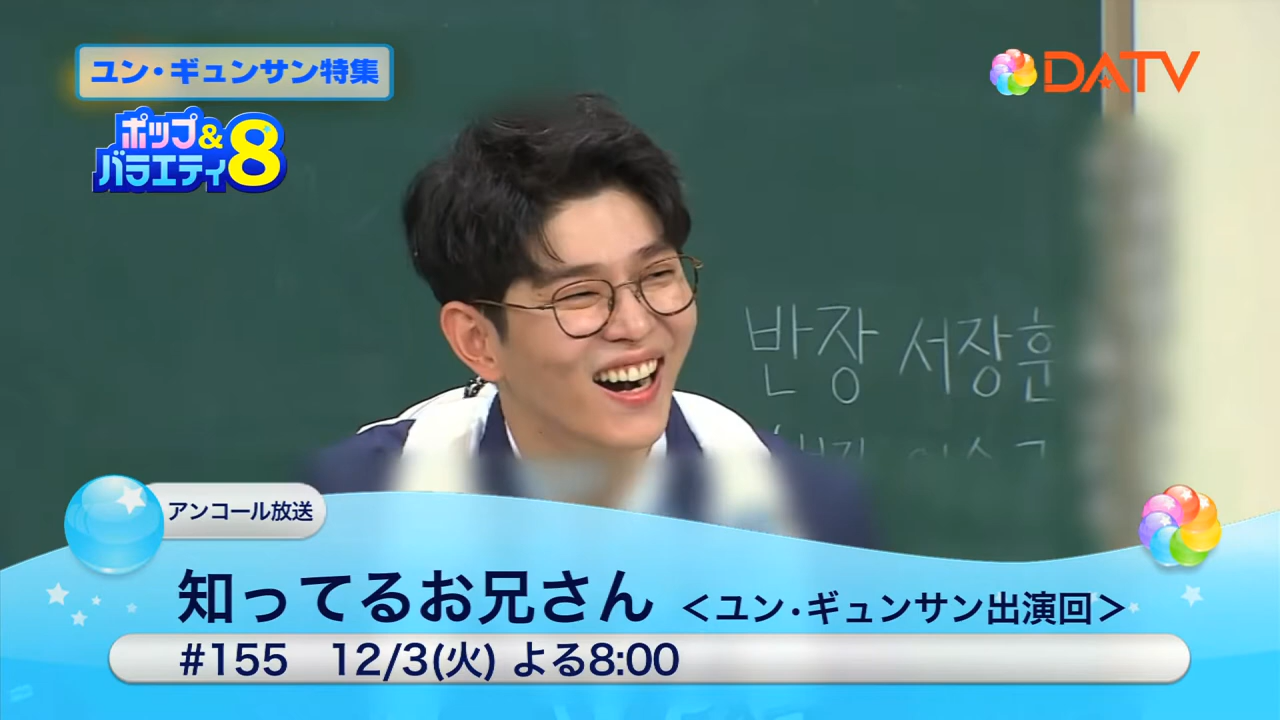 ユン・ギュンサン特集
DATV
ポップ&
バラエティ8
반장 서장훈
アンコール放送
知ってるお兄さん <ユン・ギュンサン出演回>
#155 12/3(火) よる8:00